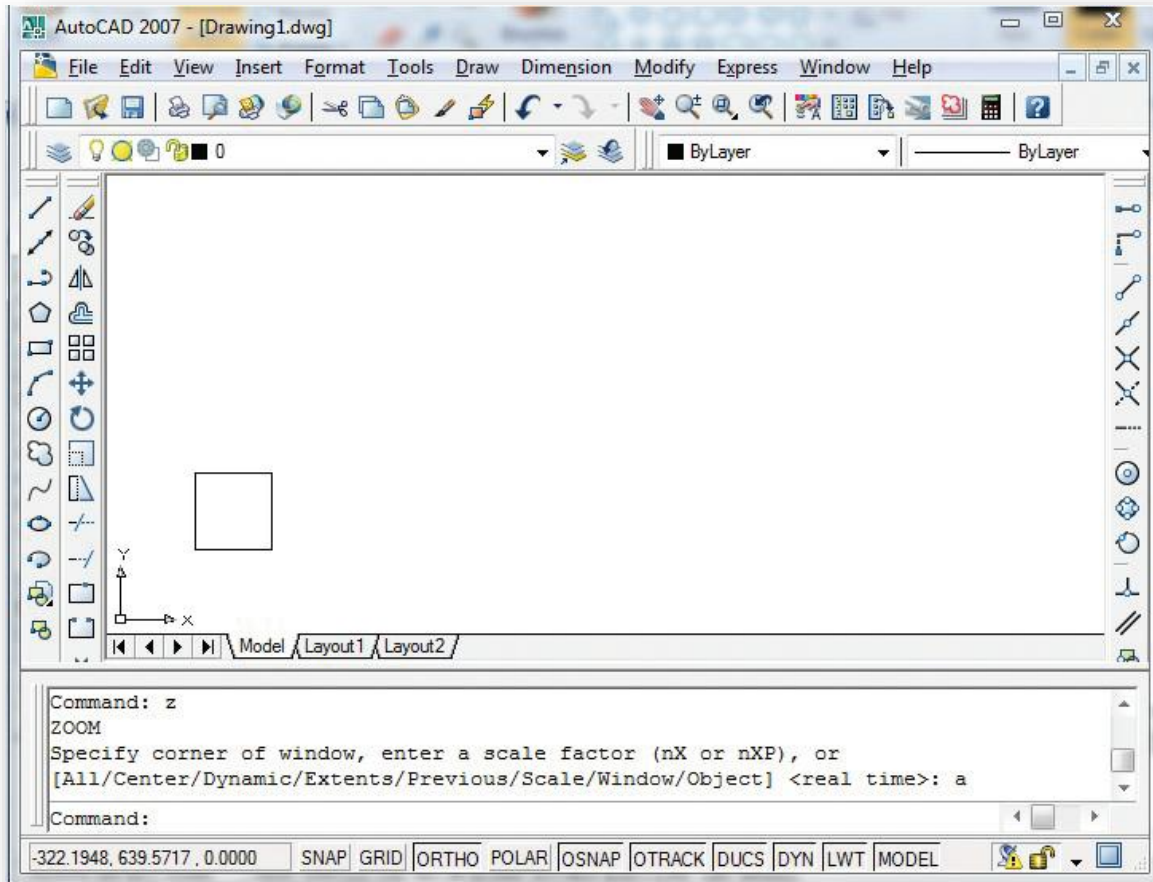 AutoCAD 2007 - [Drawing1.dwg]
File Edit View Insert Format Tools Draw Dimension Modify Express Window Help
0 ByLayer ByLayer
Y
X
Model Layout1 Layout2
Command: z
ZOOM
Specify corner of window, enter a scale factor (nX or nXP), or
[All/Center/Dynamic/Extents/Previous/Scale/Window/Object] <real time>: a
Command:
-322.1948, 639.5717 , 0.0000 SNAP GRID ORTHO POLAR OSNAP OTRACK DUCS DYN LWT MODEL